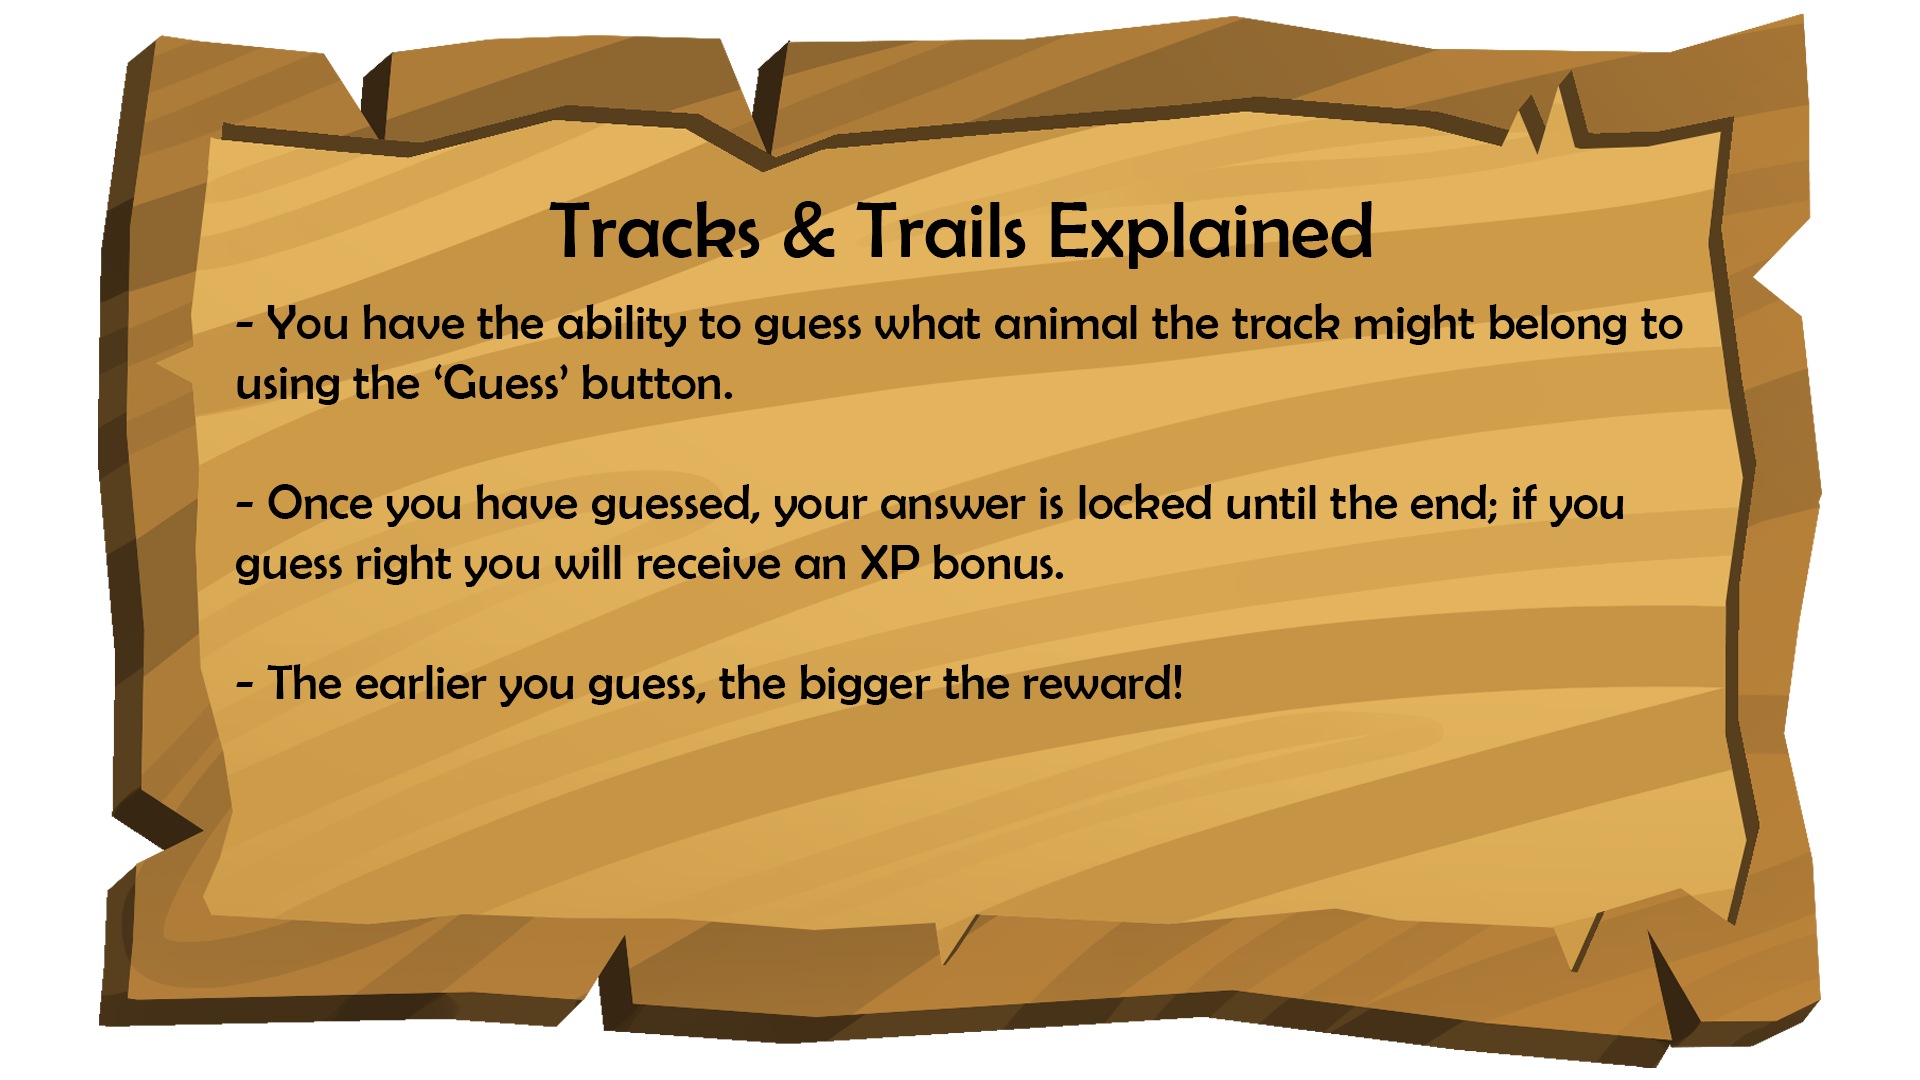 Tracks & Trails Explained
- You have the ability to guess what animal the track might belong to
using the ‘Guess’ button.
- Once you have guessed, your answer is locked until the end; if you
guess right you will receive an XP bonus.
- The earlier you guess, the bigger the reward!